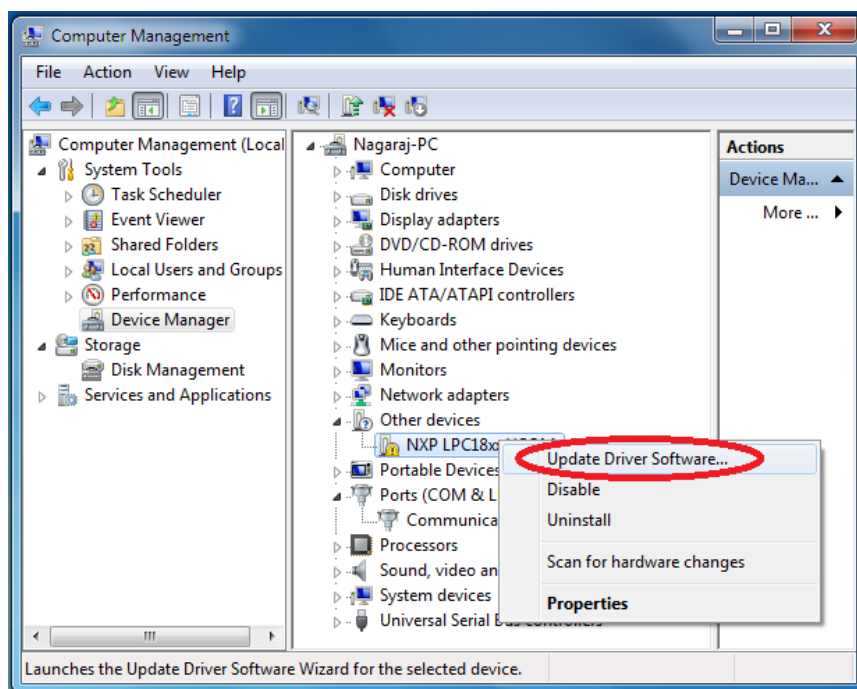 Computer Management
File Action View Help
Computer Management (Local
System Tools
Task Scheduler
Event Viewer
Shared Folders
Local Users and Groups
Performance
Device Manager
Storage
Disk Management
Services and Applications
Nagaraj-PC
Computer
Disk drives
Display adapters
DVD/CD-ROM drives
Human Interface Devices
IDE ATA/ATAPI controllers
Keyboards
Mice and other pointing devices
Monitors
Network adapters
Other devices
NXP LPC18x
Portable Devices
Ports (COM & L
Communica
Processors
Sound, video an
System devices
Universal Serial
Update Driver Software...
Disable
Uninstall
Scan for hardware changes
Properties
Actions
Device Ma...
More ...
Launches the Update Driver Software Wizard for the selected device.